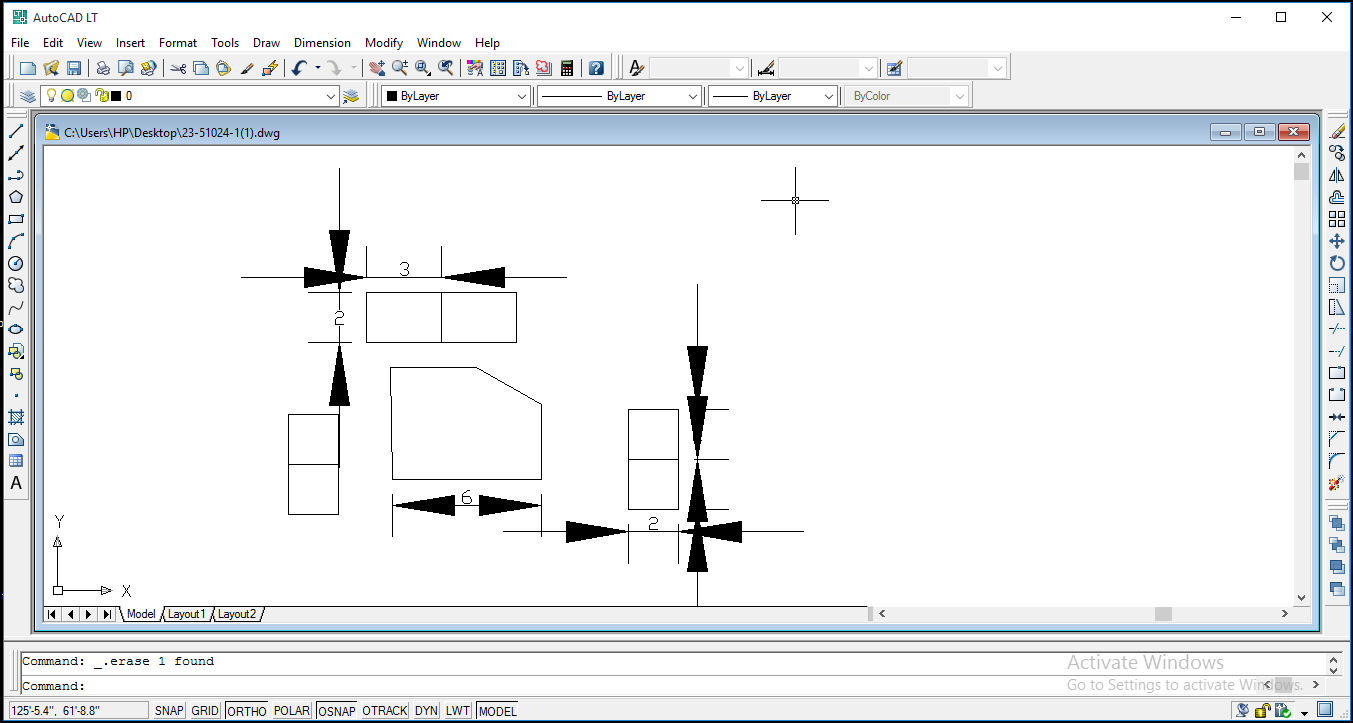 AutoCAD LT
File Edit View Insert Format Tools Draw Dimension Modify Window Help
0 ByLayer ByLayer ByLayer ByColor
C:\Users\HP\Desktop\23-51024-1(1).dwg
3
2
6
2
Y
X
A
Model Layout1 Layout2
Command: _.erase 1 found
Command:
Activate Windows
Go to Settings to activate Windows.
125'-5.4", 61'-8.8" SNAP GRID ORTHO POLAR OSNAP OTRACK DYN LWT MODEL